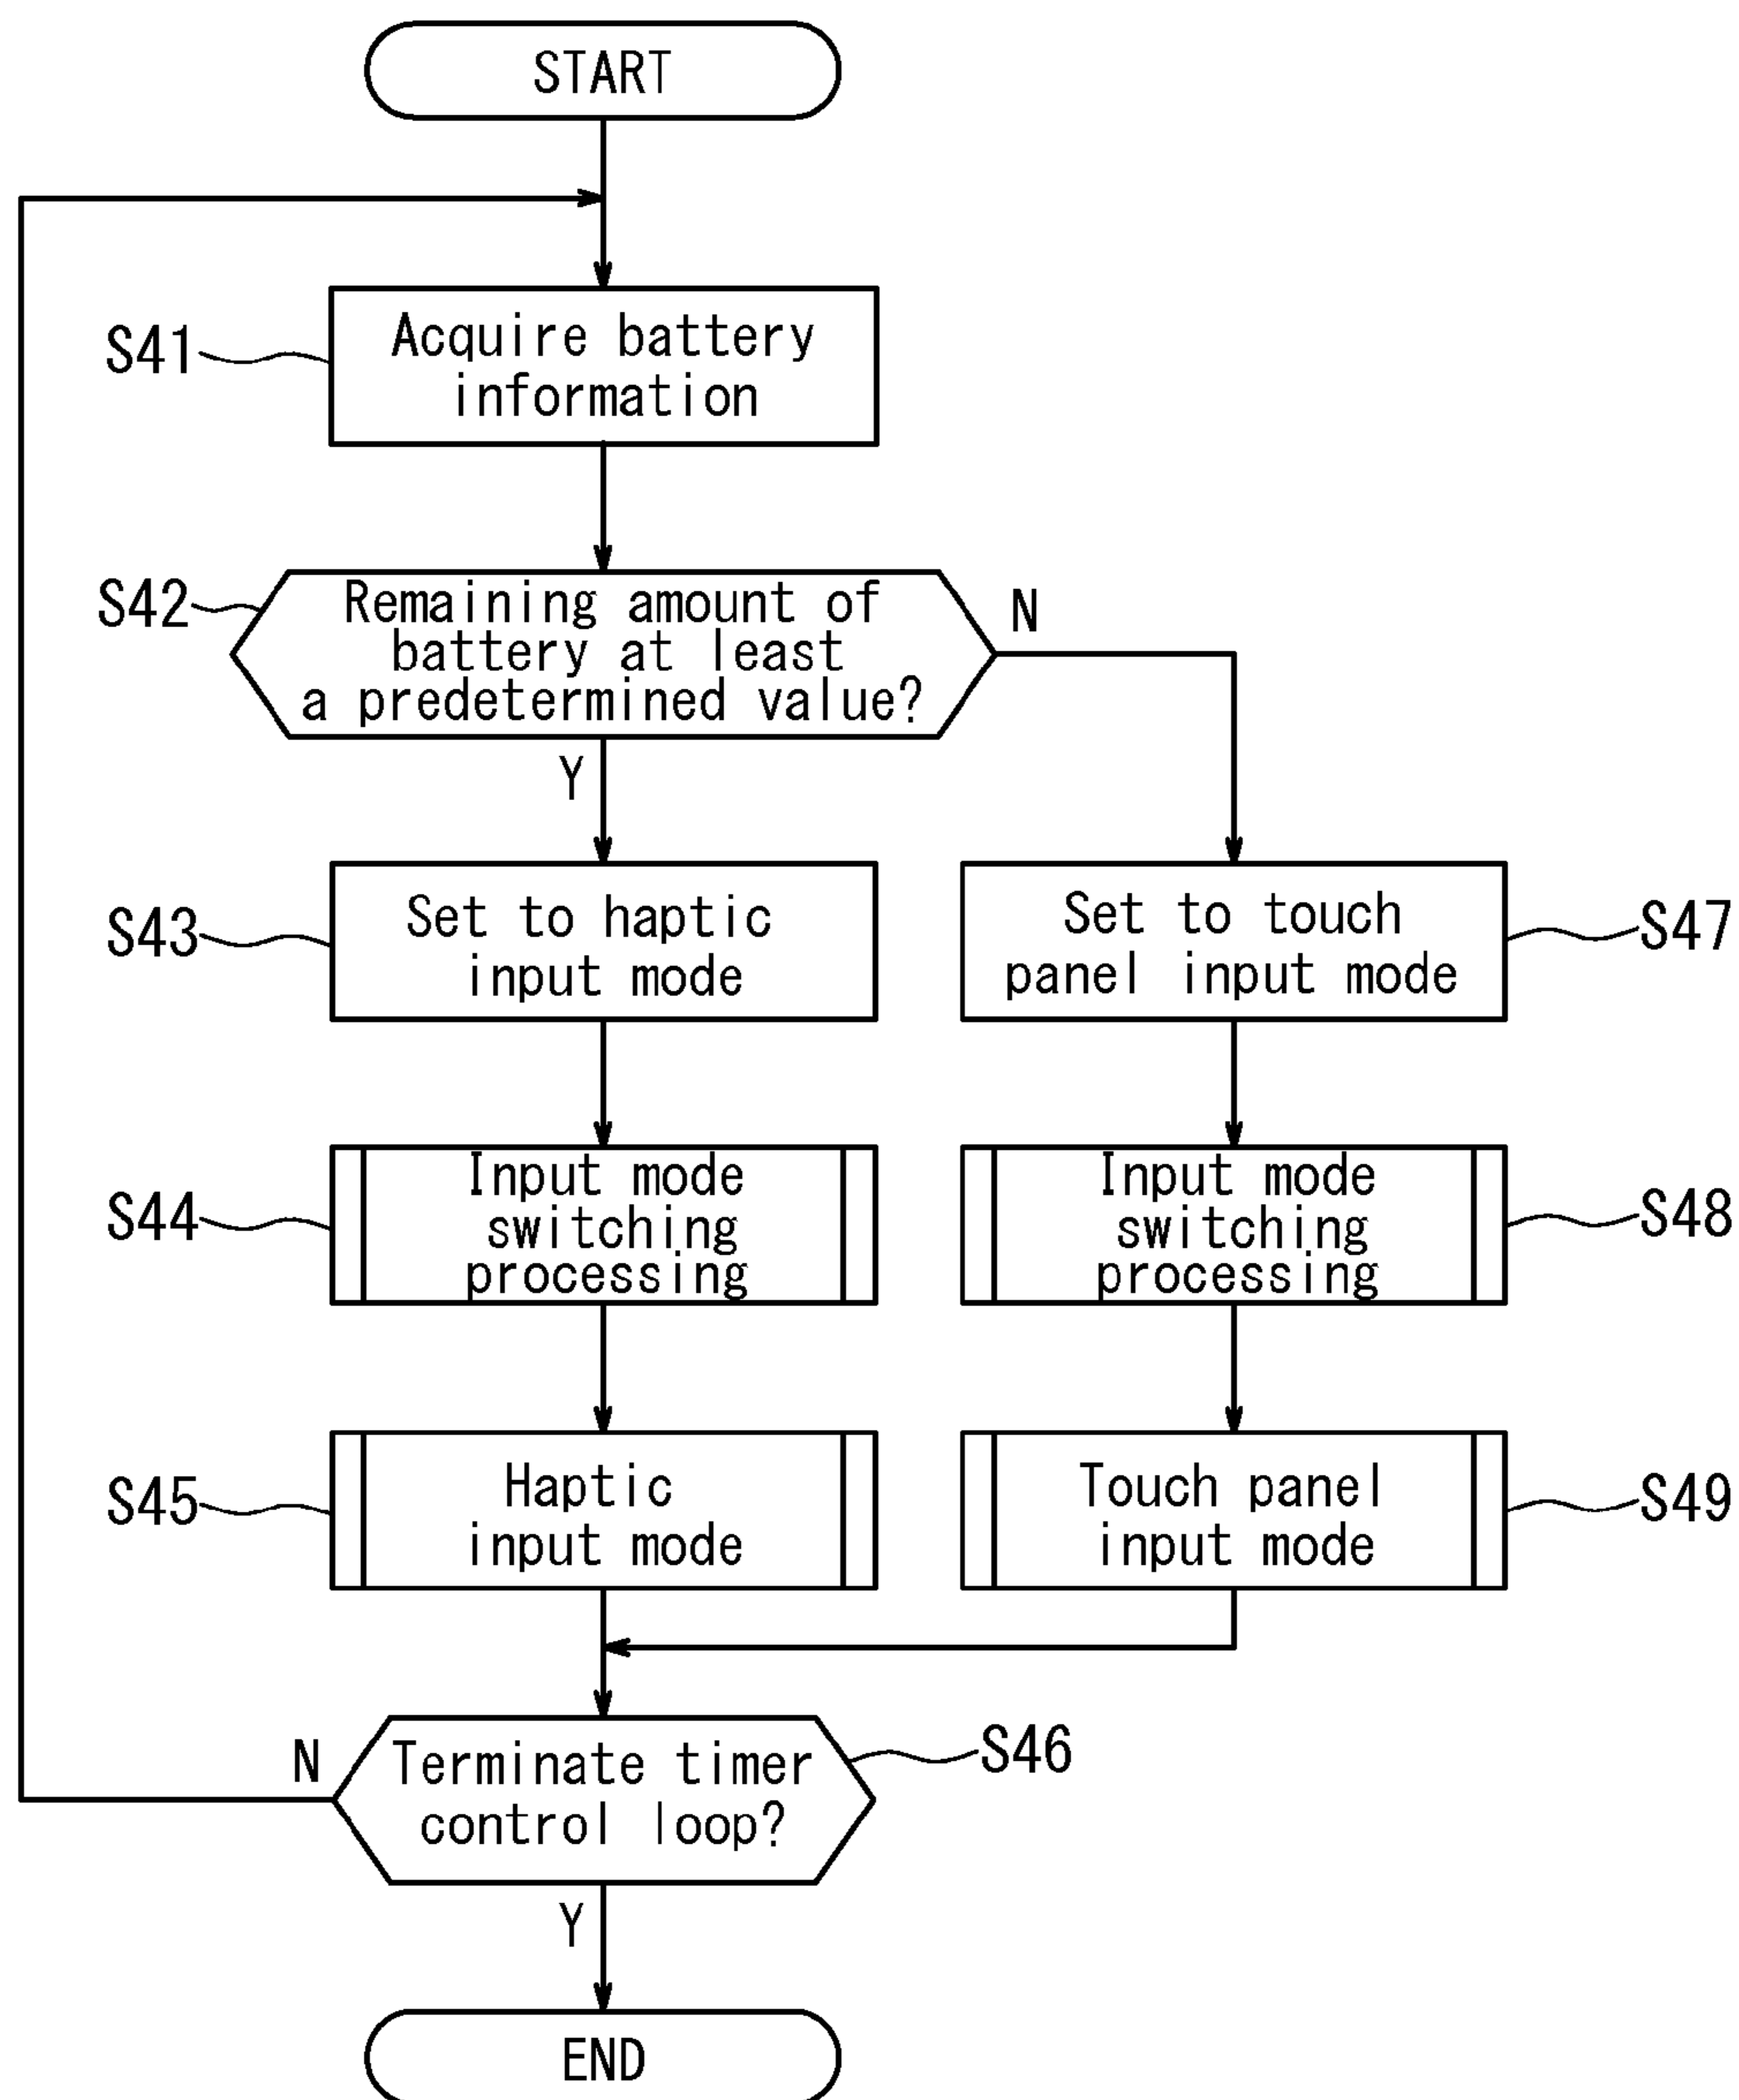 START
S41
Acquire battery
information
S42
Remaining amount of
battery at least
a predetermined value?
N
Y
S43
Set to haptic
input mode
Set to touch
panel input mode
S47
S44
Input mode
switching
processing
Input mode
switching
processing
S48
S45
Haptic
input mode
Touch panel
input mode
S49
N
Terminate timer
control loop?
S46
Y
END